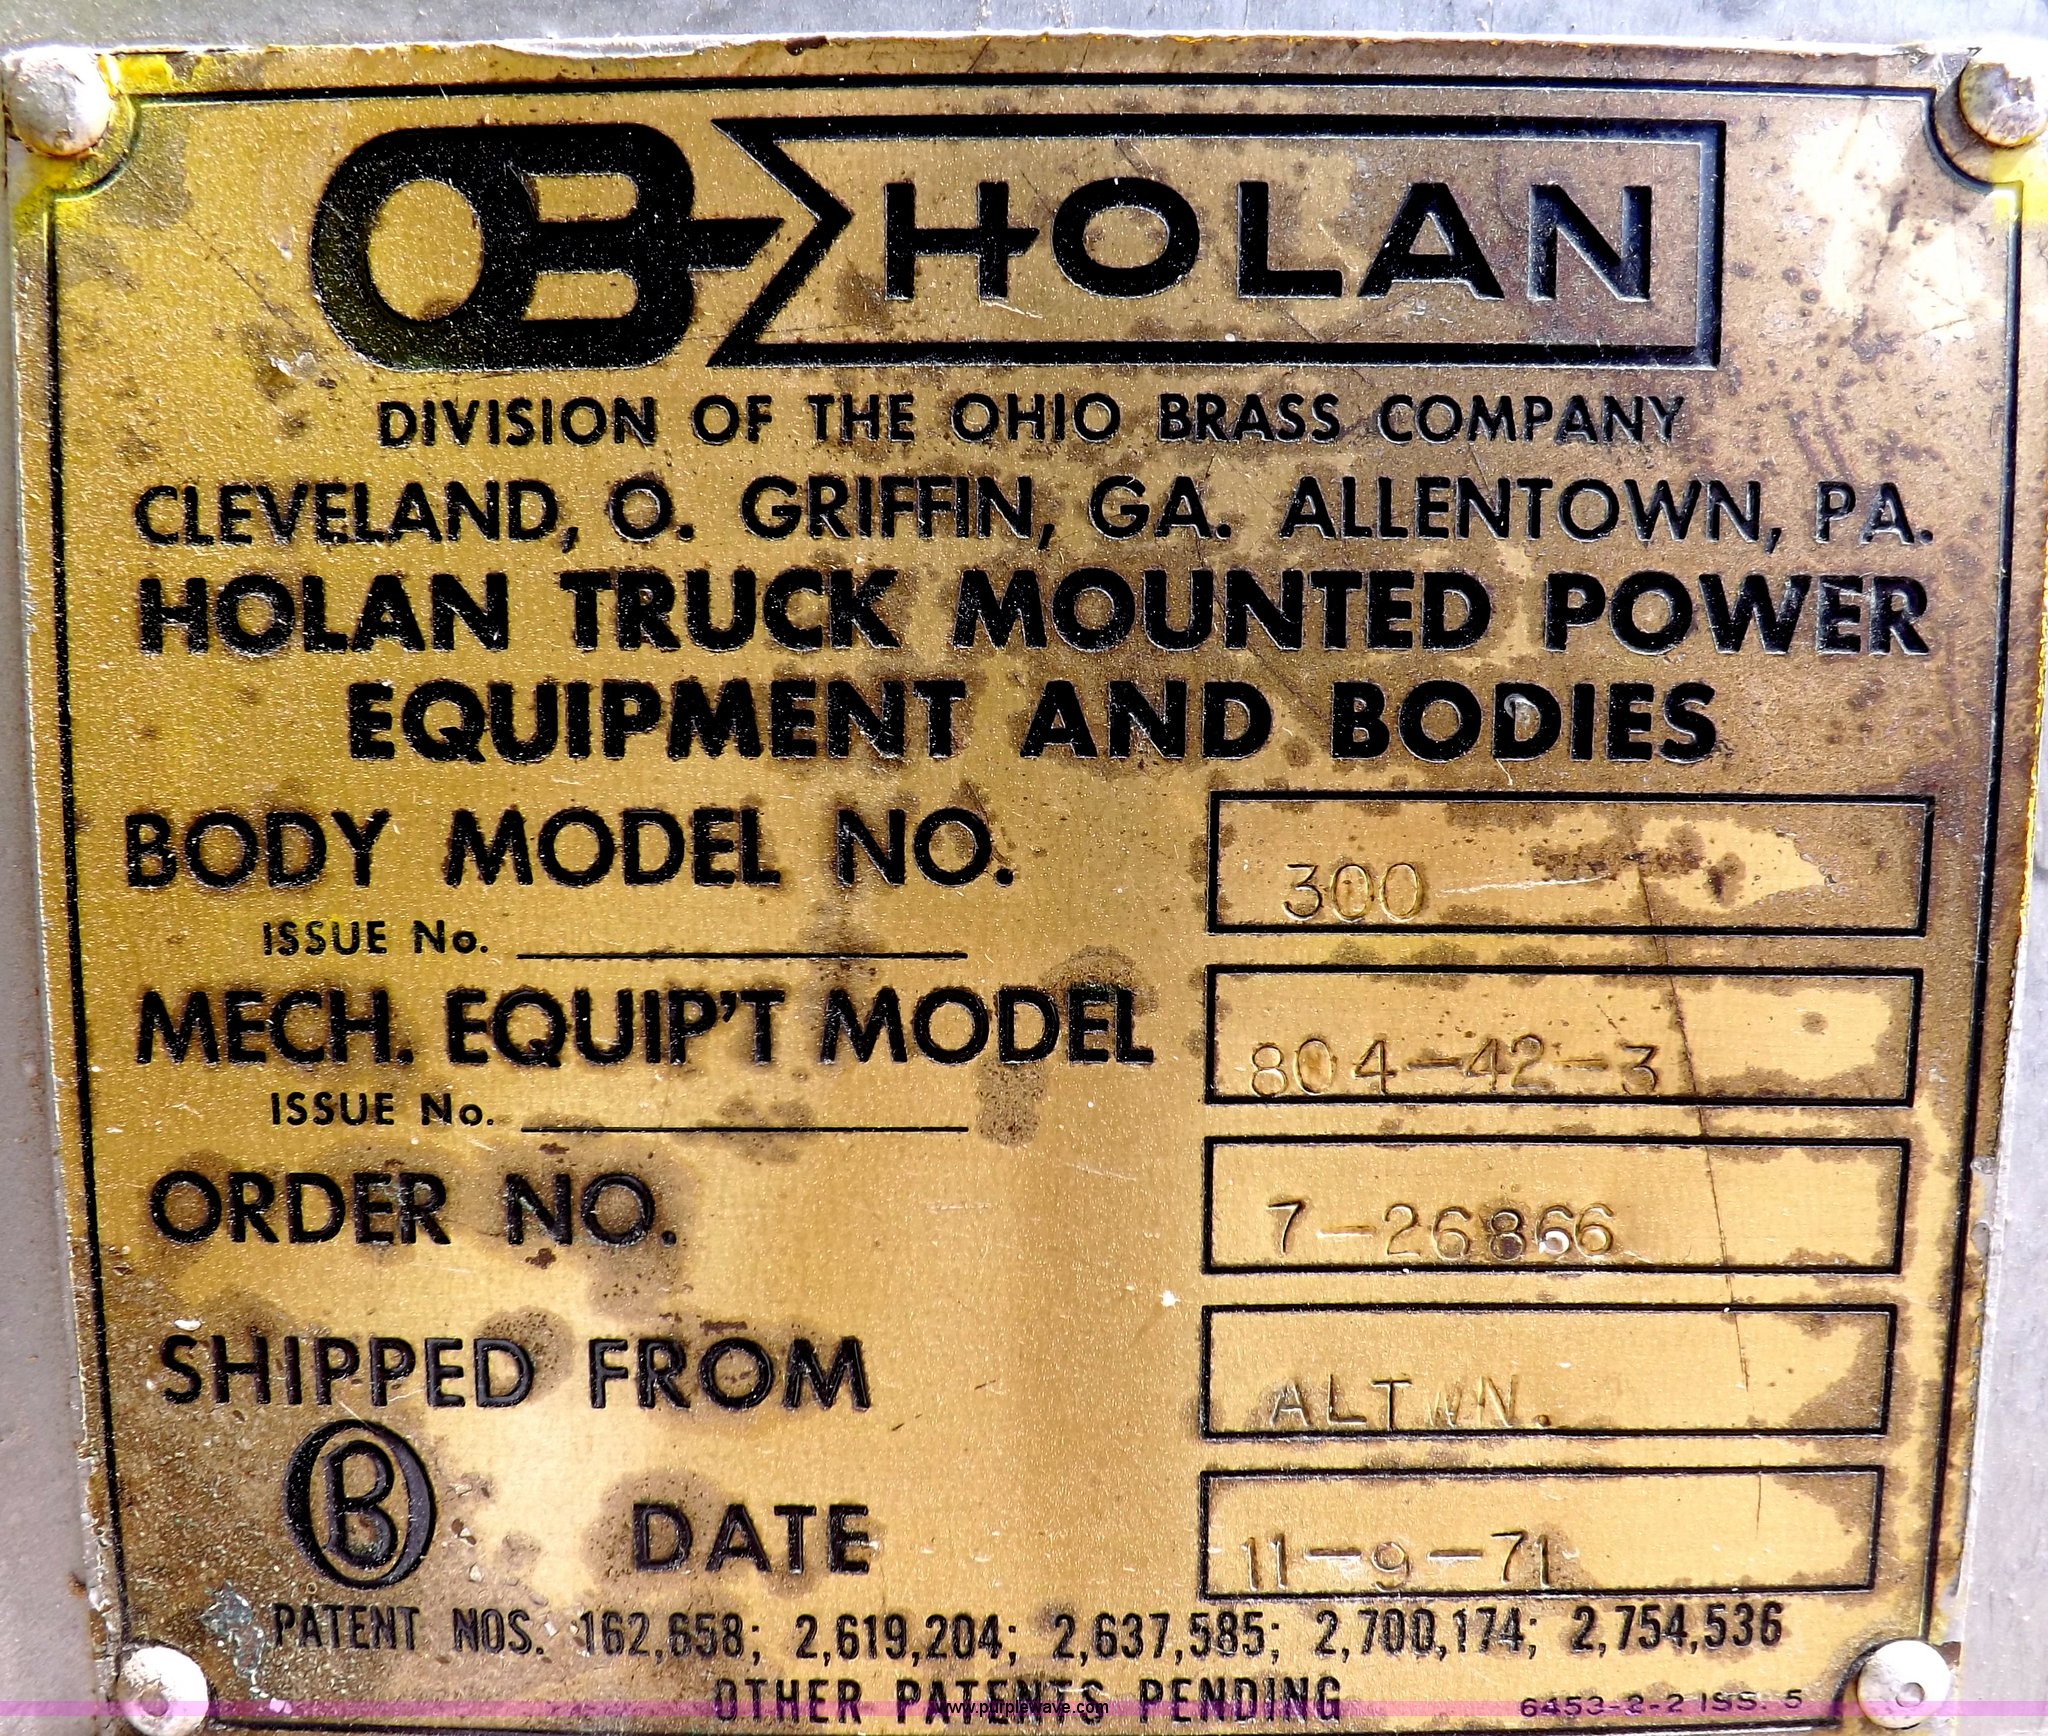 OB HOLAN
DIVISION OF THE OHIO BRASS COMPANY
CLEVELAND, O. GRIFFIN, GA. ALLENTOWN, PA.
HOLAN TRUCK MOUNTED POWER
EQUIPMENT AND BODIES
BODY MODEL NO. 300
ISSUE No.
MECH. EQUIP'T MODEL 804-42-3
ISSUE No.
ORDER NO. 7-26866
SHIPPED FROM ALTWN.
OB DATE 11-9-71
PATENT NOS. 162,658; 2,619,204; 2,637,585; 2,700,174; 2,754,536
OTHER PATENTS PENDING 6453-2-2 ISS. 5
www.purplewave.com